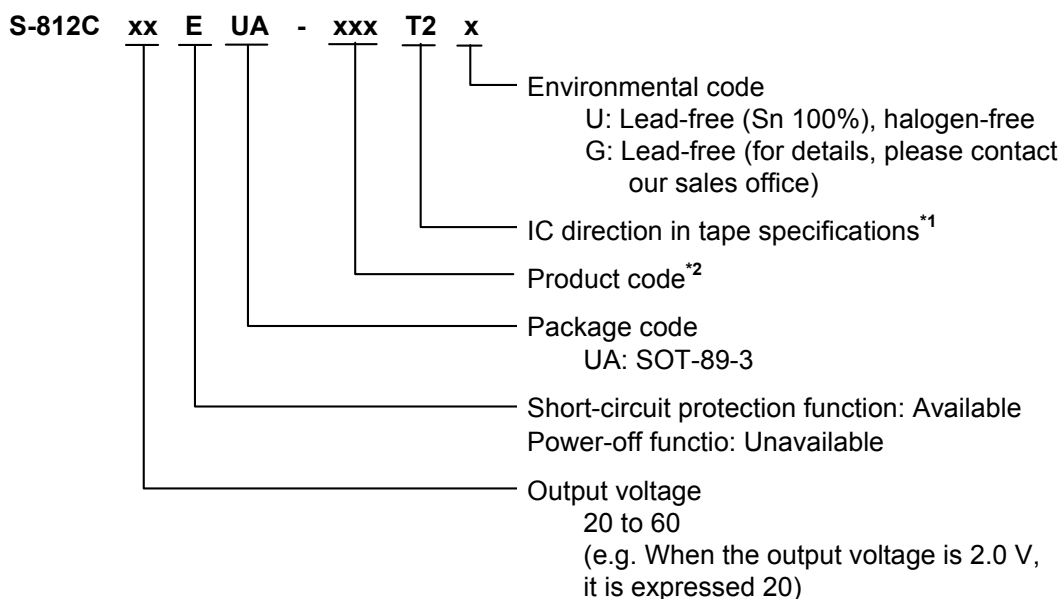 S-812C xx E UA - xxx T2 x
Environmental code
U: Lead-free (Sn 100%), halogen-free
G: Lead-free (for details, please contact
our sales office)
IC direction in tape specifications*1
Product code*2
Package code
UA: SOT-89-3
Short-circuit protection function: Available
Power-off functio: Unavailable
Output voltage
20 to 60
(e.g. When the output voltage is 2.0 V,
it is expressed 20)